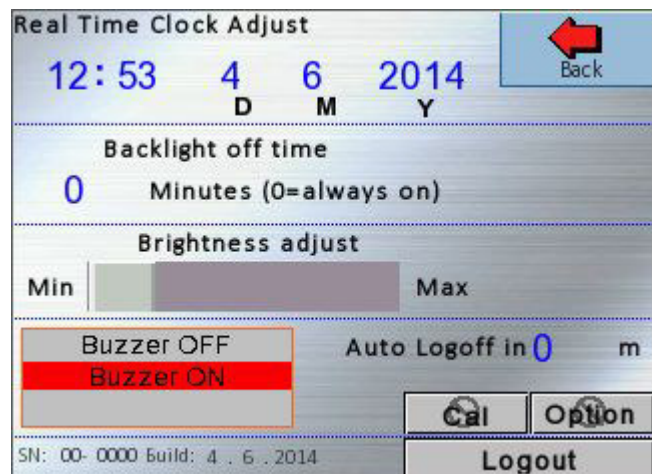 Real Time Clock Adjust
Back
12:53 4 6 2014
D M Y
Backlight off time
0 Minutes (0=always on)
Brightness adjust
Min Max
Buzzer OFF
Buzzer ON
Auto Logoff in 0 m
Cal Option
SN: 00- 0000 Build: 4 . 6 . 2014
Logout